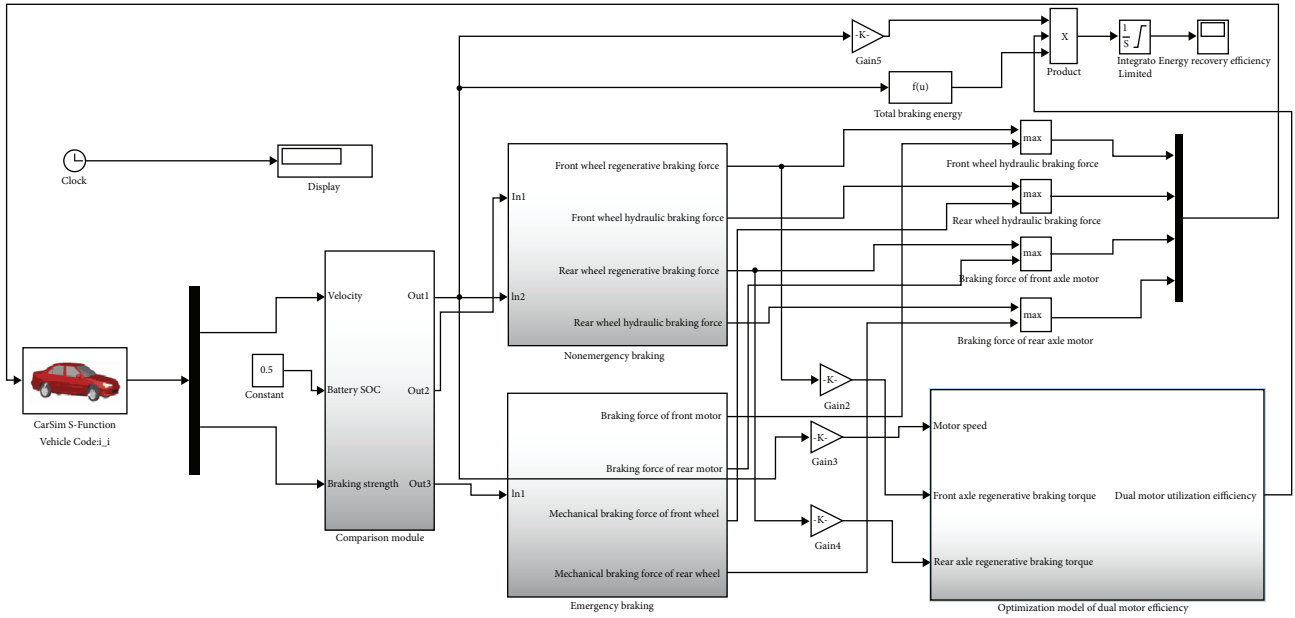 -K-
Gain5
X
Product
1
S
Integrato
Limited
Energy recovery efficiency
f(u)
Total braking energy
Clock
Display
max
Front wheel hydraulic braking force
max
Rear wheel hydraulic braking force
max
Braking force of front axle motor
max
Braking force of rear axle motor
Front wheel regenerative braking force
In1
Front wheel hydraulic braking force
Rear wheel regenerative braking force
ln2
Rear wheel hydraulic braking force
Nonemergency braking
Velocity
Out1
Battery SOC
Out2
Braking strength
Out3
Comparison module
0.5
Constant
CarSim S-Function
Vehicle Code:i_i
Braking force of front motor
Braking force of rear motor
ln1
Mechanical braking force of front wheel
Mechanical braking force of rear wheel
Emergency braking
-K-
Gain2
-K-
Gain3
-K-
Gain4
Motor speed
Front axle regenerative braking torque
Dual motor utilization eifficiency
Rear axle regenerative braking torque
Optimization model of dual motor efficiency